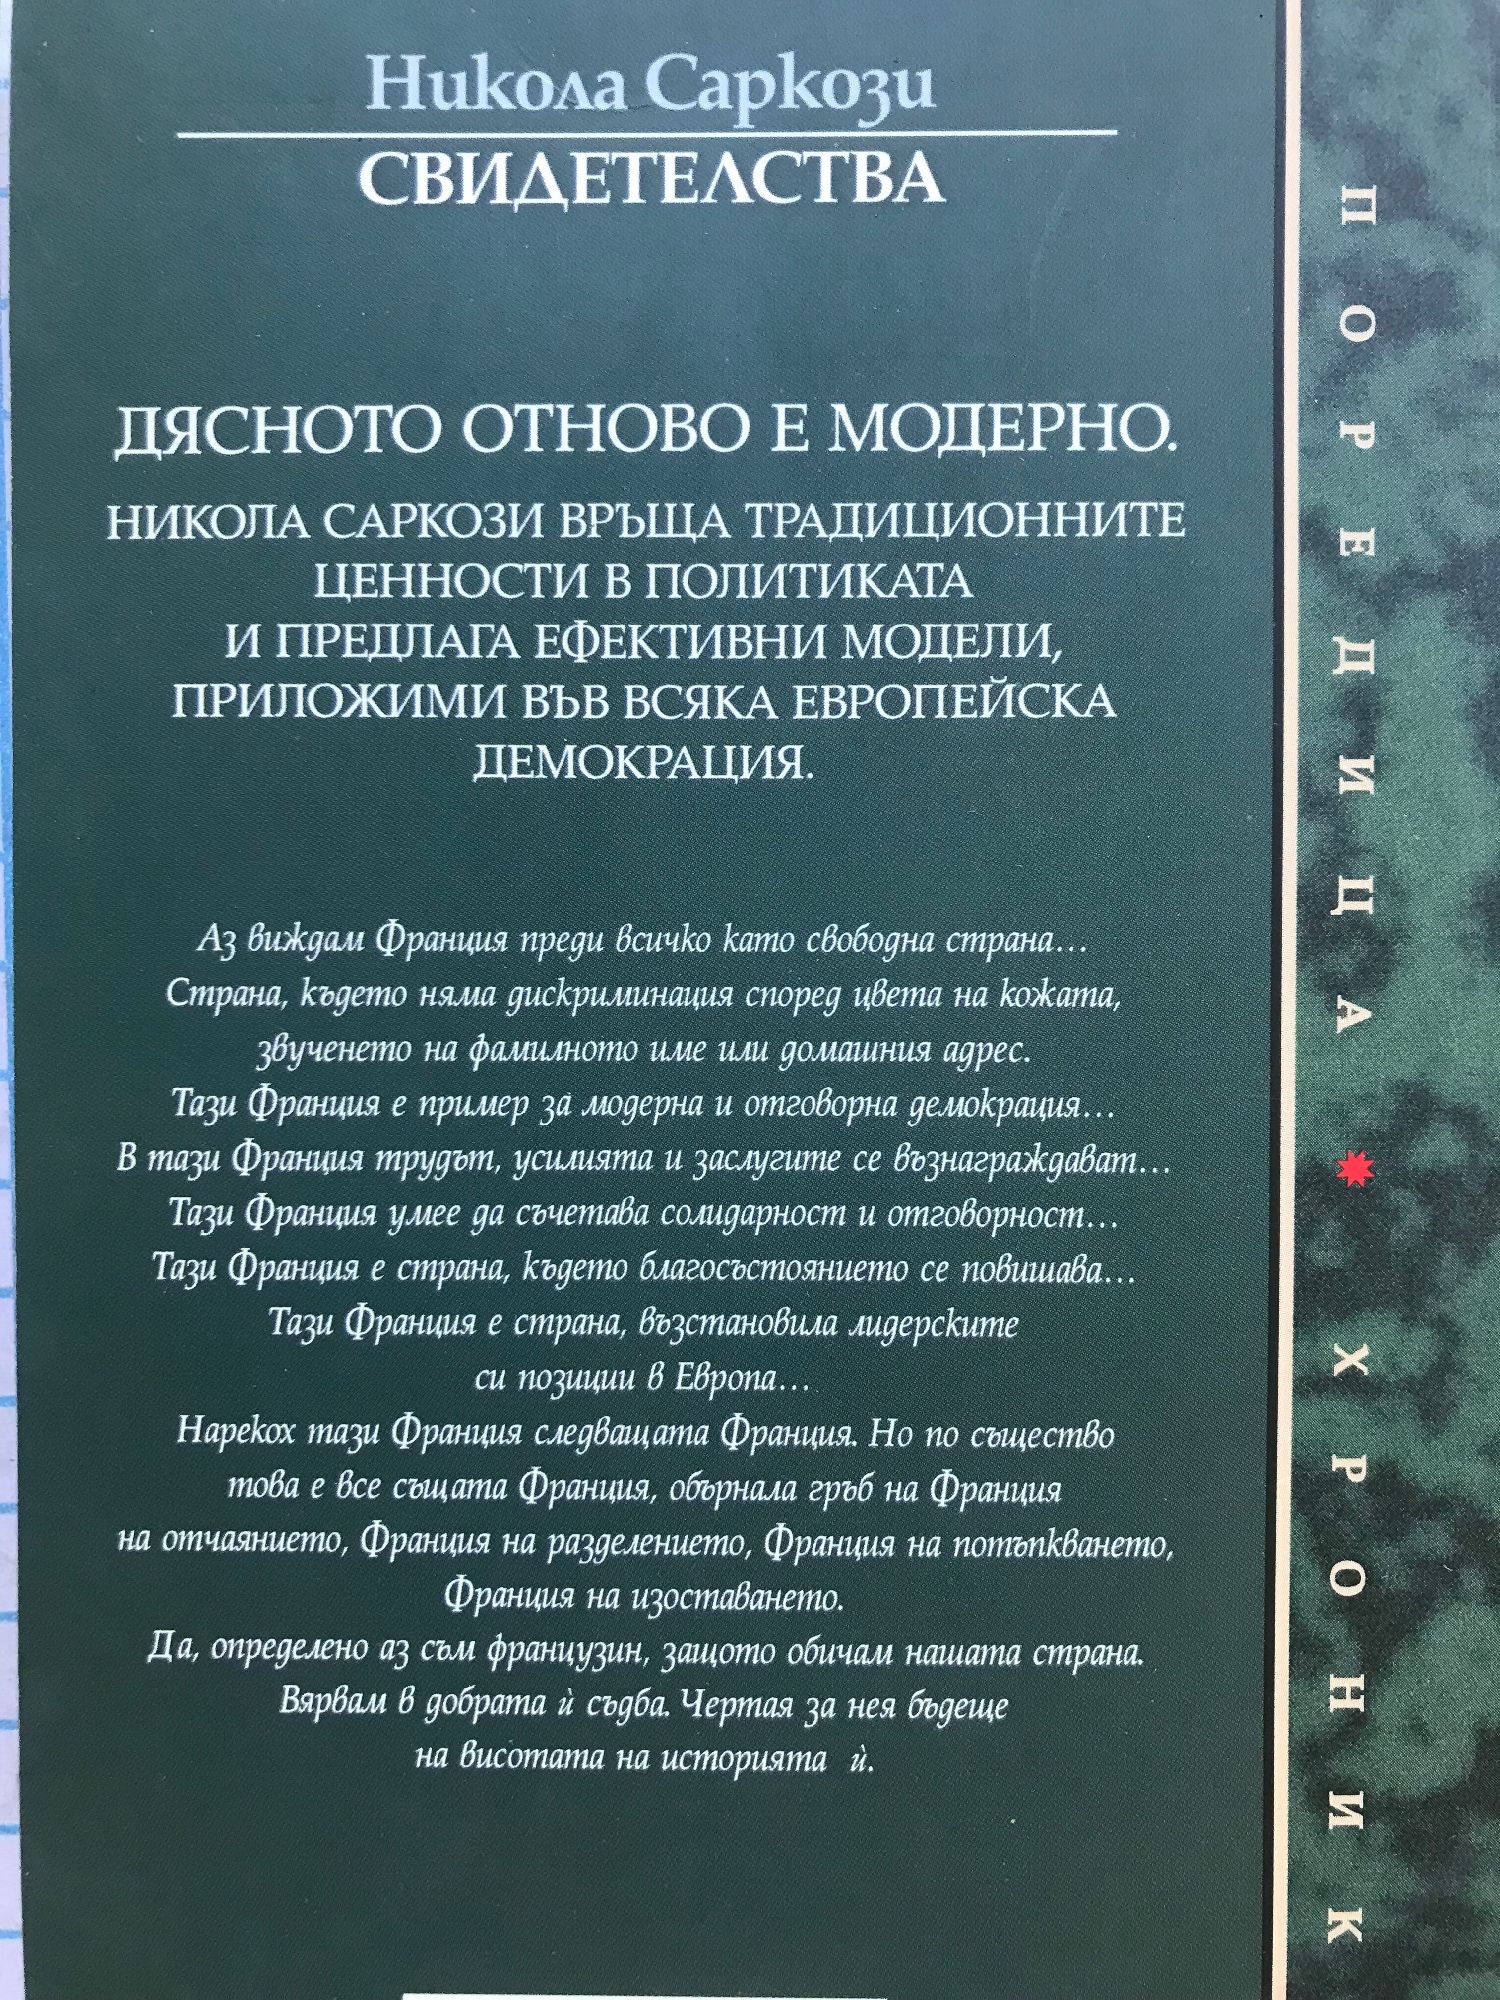 Никола Саркози
СВИДЕТЕЛСТВА
ДЯСНОТО ОТНОВО Е МОДЕРНО.
НИКОЛА САРКОЗИ ВРЪЩА ТРАДИЦИОННИТЕ
ЦЕННОСТИ В ПОЛИТИКАТА
И ПРЕДЛАГА ЕФЕКТИВНИ МОДЕЛИ,
ПРИЛОЖИМИ ВЪВ ВСЯКА ЕВРОПЕЙСКА
ДЕМОКРАЦИЯ.
Аз виждам Франция преди всичко като свободна страна…
Страна, където няма дискриминация според цвета на кожата,
звученето на фамилното име или домашния адрес.
Тази Франция е пример за модерна и отговорна демокрация…
В тази Франция трудът, усилията и заслугите се възнаграждават…
Тази Франция умее да съчетава солидарност и отговорност…
Тази Франция е страна, където благосъстоянието се повишава…
Тази Франция е страна, възстановила лидерските
си позиции в Европа…
Нарекох тази Франция следващата Франция. Но по същество
това е все същата Франция, обърнала гръб на Франция
на отчаянието, Франция на разделението, Франция на потъпкването,
Франция на изоставането.
Да, определено аз съм французин, защото обичам нашата страна.
Вярвам в добрата ѝ съдба. Чертая за нея бъдеще
на висотата на историята ѝ.
ПОРЕДИЦА * ХРОНИК